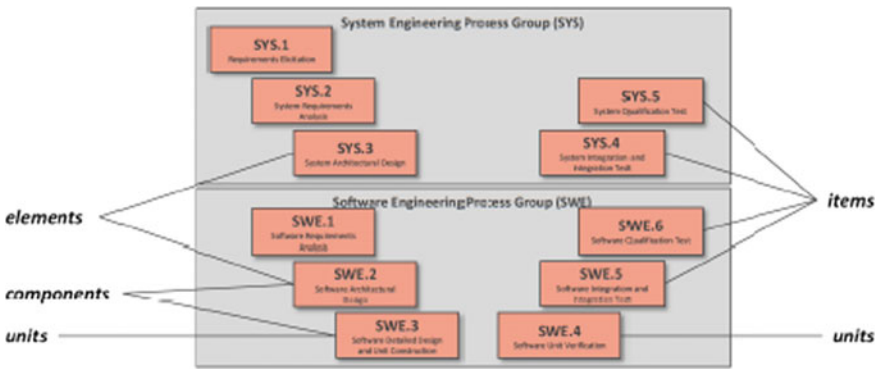 System Engineering Process Group (SYS)
SYS.1
Requirements Elicitation
SYS.2
System Requirements
Analysis
SYS.3
System Architectural Design
SYS.5
System Qualification Test
SYS.4
System Integration and
Integration Test
Software Engineering Process Group (SWE)
SWE.1
Software Requirements
Analysis
SWE.2
Software Architectural
Design
SWE.3
Software Detailed Design
and Unit Construction
SWE.6
Software Qualification Test
SWE.5
Software Integration and
Integration Test
SWE.4
Software Unit Verification
elements
components
units
items
units